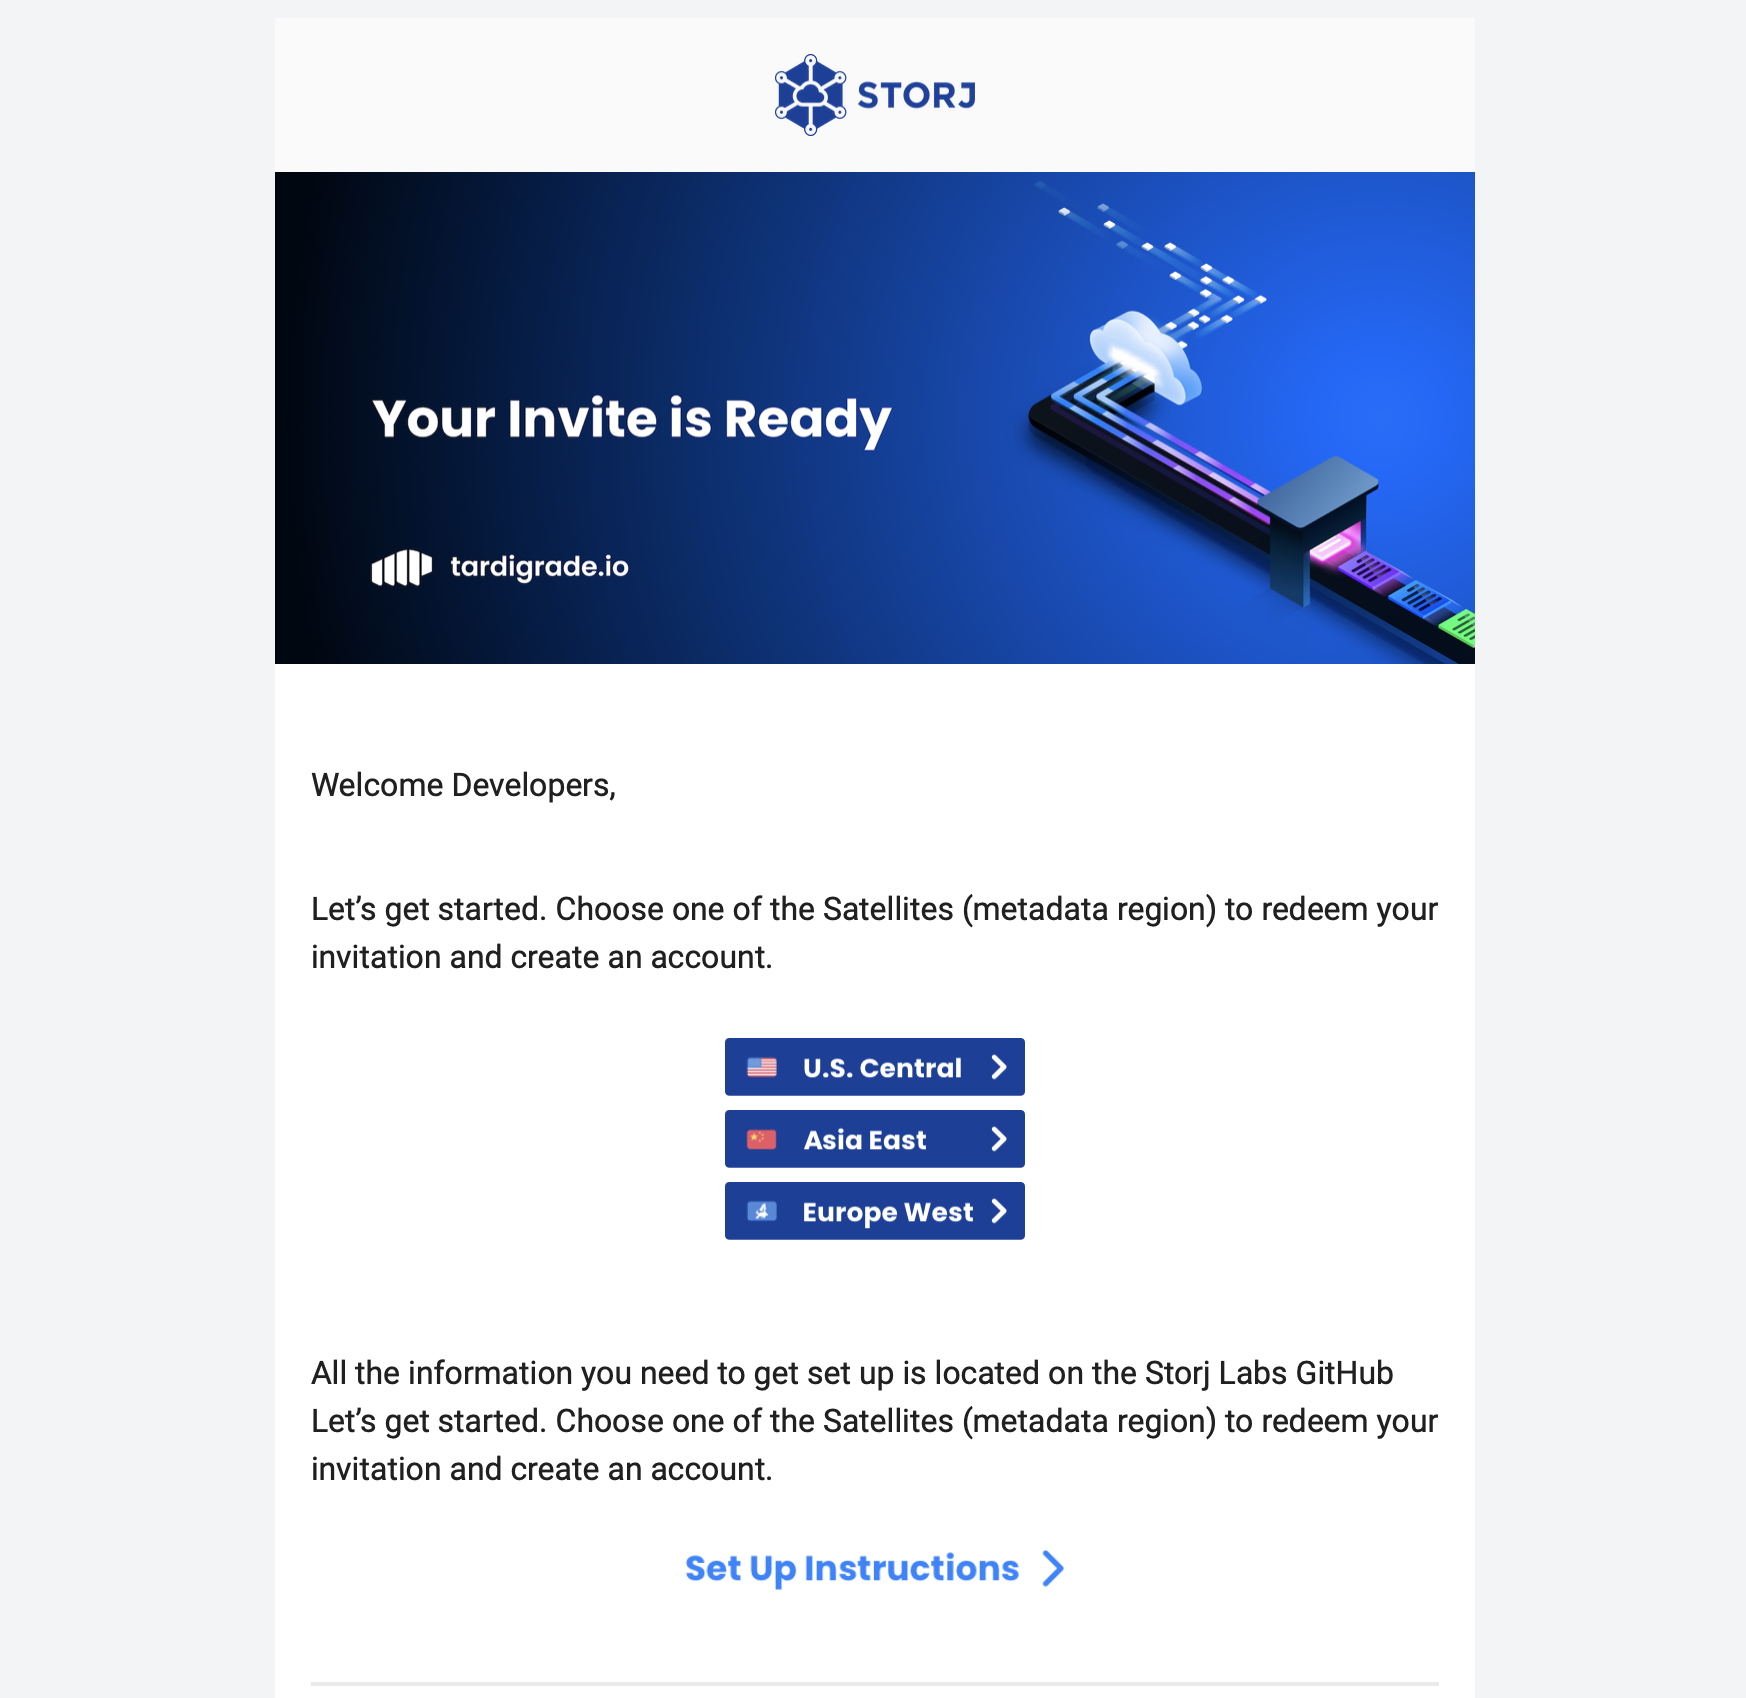 STORJ
Your Invite is Ready
tardigrade.io
Welcome Developers,
Let’s get started. Choose one of the Satellites (metadata region) to redeem your
invitation and create an account.
U.S. Central
Asia East
Europe West
All the information you need to get set up is located on the Storj Labs GitHub
Let’s get started. Choose one of the Satellites (metadata region) to redeem your
invitation and create an account.
Set Up Instructions